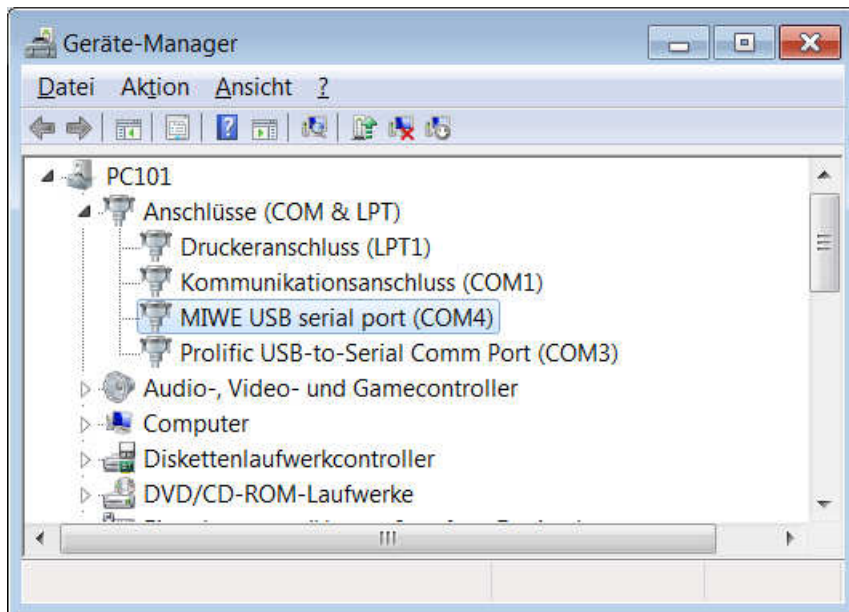 Geräte-Manager
Datei Aktion Ansicht ?
PC101
Anschlüsse (COM & LPT)
Druckeranschluss (LPT1)
Kommunikationsanschluss (COM1)
MIWE USB serial port (COM4)
Prolific USB-to-Serial Comm Port (COM3)
Audio-, Video- und Gamecontroller
Computer
Diskettenlaufwerkcontroller
DVD/CD-ROM-Laufwerke